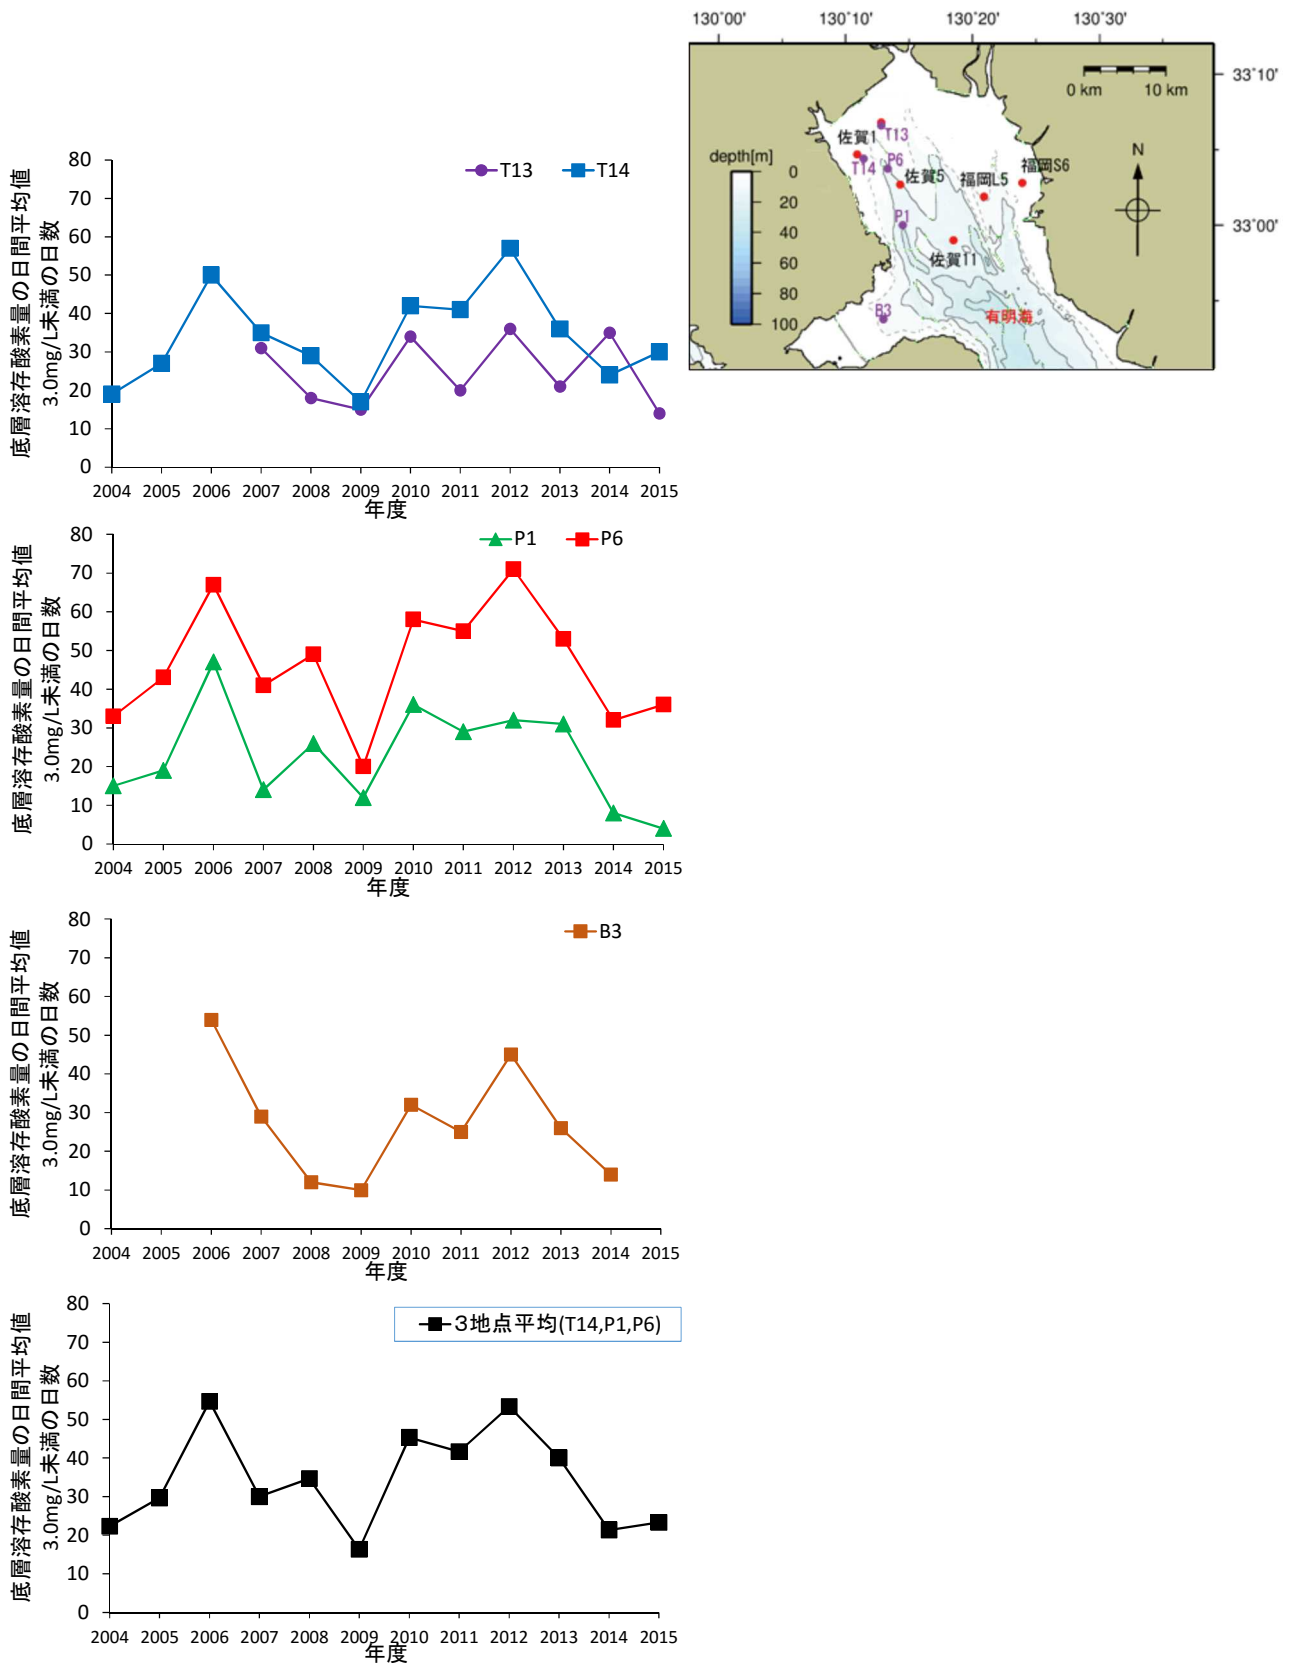 130°00'
130°10'
130°20'
130°30'
33°10'
33°00'
0 km
10 km
N
depth[m]
0
20
40
60
80
100
佐賀1
T13
T14
P6
佐賀5
福岡L5
福岡S6
P1
佐賀11
B3
有明海
底層溶存酸素量の日間平均値
3.0mg/L未満の日数
T13
T14
80
70
60
50
40
30
20
10
0
2004 2005 2006 2007 2008 2009 2010 2011 2012 2013 2014 2015
年度
底層溶存酸素量の日間平均値
3.0mg/L未満の日数
P1
P6
80
70
60
50
40
30
20
10
0
2004 2005 2006 2007 2008 2009 2010 2011 2012 2013 2014 2015
年度
底層溶存酸素量の日間平均値
3.0mg/L未満の日数
B3
80
70
60
50
40
30
20
10
0
2004 2005 2006 2007 2008 2009 2010 2011 2012 2013 2014 2015
年度
底層溶存酸素量の日間平均値
3.0mg/L未満の日数
3地点平均(T14,P1,P6)
80
70
60
50
40
30
20
10
0
2004 2005 2006 2007 2008 2009 2010 2011 2012 2013 2014 2015
年度